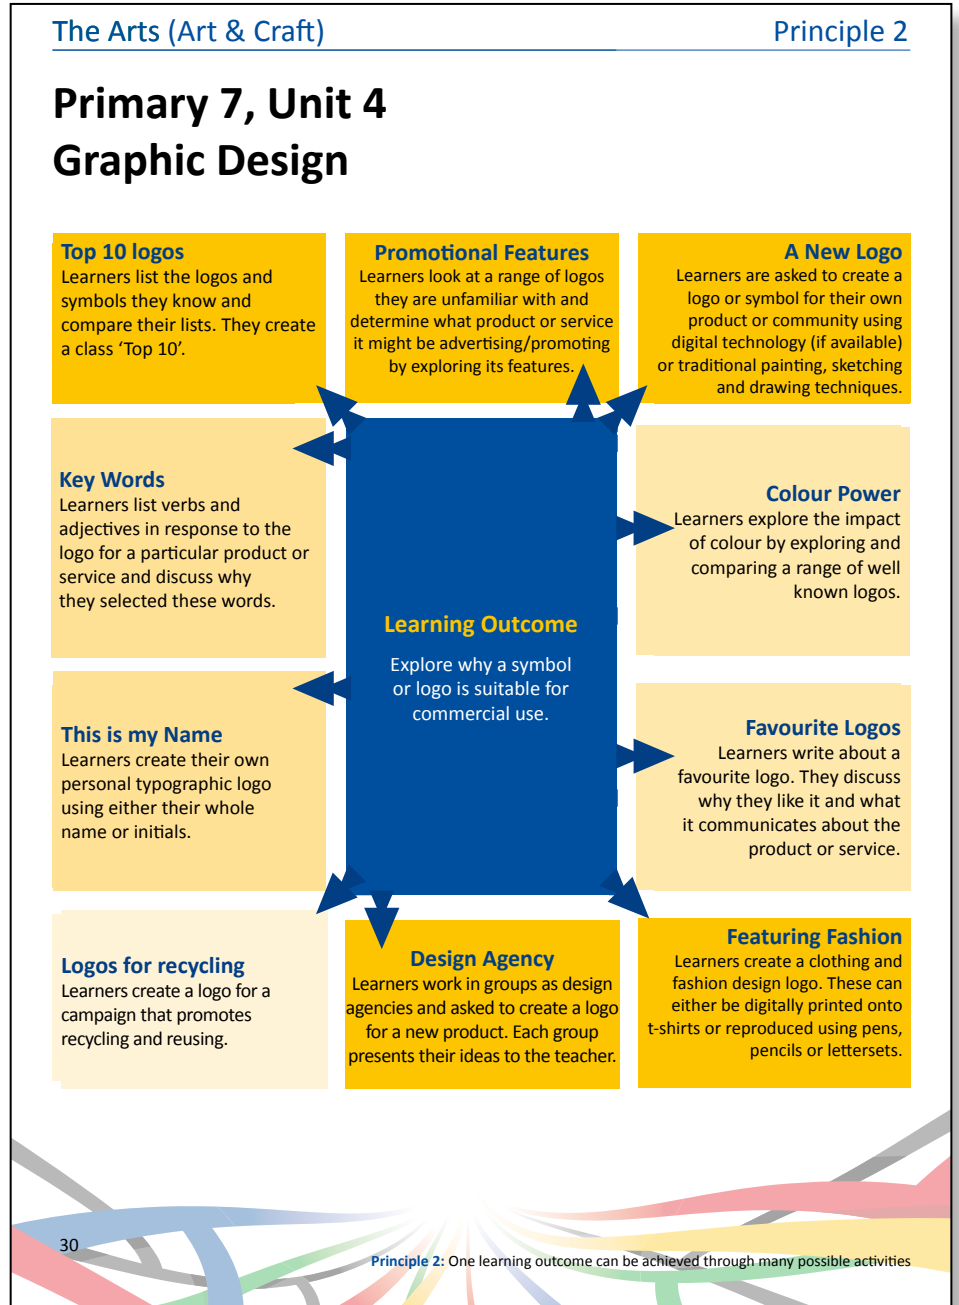 The Arts (Art & Craft)
Principle 2
Primary 7, Unit 4
Graphic Design
Top 10 logos
Learners list the logos and
symbols they know and
compare their lists. They create
a class ‘Top 10’.
Promotional Features
Learners look at a range of logos
they are unfamiliar with and
determine what product or service
it might be advertising/promoting
by exploring its features.
A New Logo
Learners are asked to create a
logo or symbol for their own
product or community using
digital technology (if available)
or traditional painting, sketching
and drawing techniques.
Key Words
Learners list verbs and
adjectives in response to the
logo for a particular product or
service and discuss why
they selected these words.
Learning Outcome
Explore why a symbol
or logo is suitable for
commercial use.
Colour Power
Learners explore the impact
of colour by exploring and
comparing a range of well
known logos.
This is my Name
Learners create their own
personal typographic logo
using either their whole
name or initials.
Favourite Logos
Learners write about a
favourite logo. They discuss
why they like it and what
it communicates about the
product or service.
Logos for recycling
Learners create a logo for a
campaign that promotes
recycling and reusing.
Design Agency
Learners work in groups as design
agencies and asked to create a logo
for a new product. Each group
presents their ideas to the teacher.
Featuring Fashion
Learners create a clothing and
fashion design logo. These can
either be digitally printed onto
t-shirts or reproduced using pens,
pencils or lettersets.
30
Principle 2: One learning outcome can be achieved through many possible activities